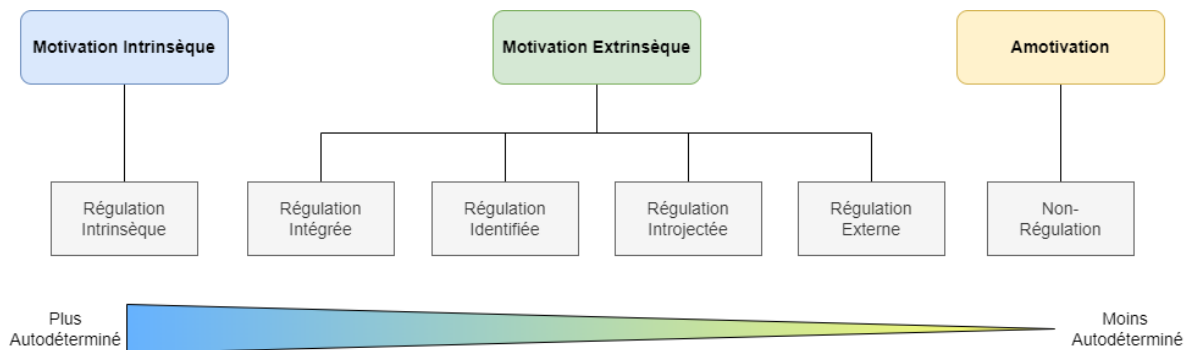 Motivation Intrinsèque
Motivation Extrinsèque
Amotivation
Régulation
Intrinsèque
Régulation
Intégrée
Régulation
Identifiée
Régulation
Introjectée
Régulation
Externe
Non-
Régulation
Plus
Autodéterminé
Moins
Autodéterminé